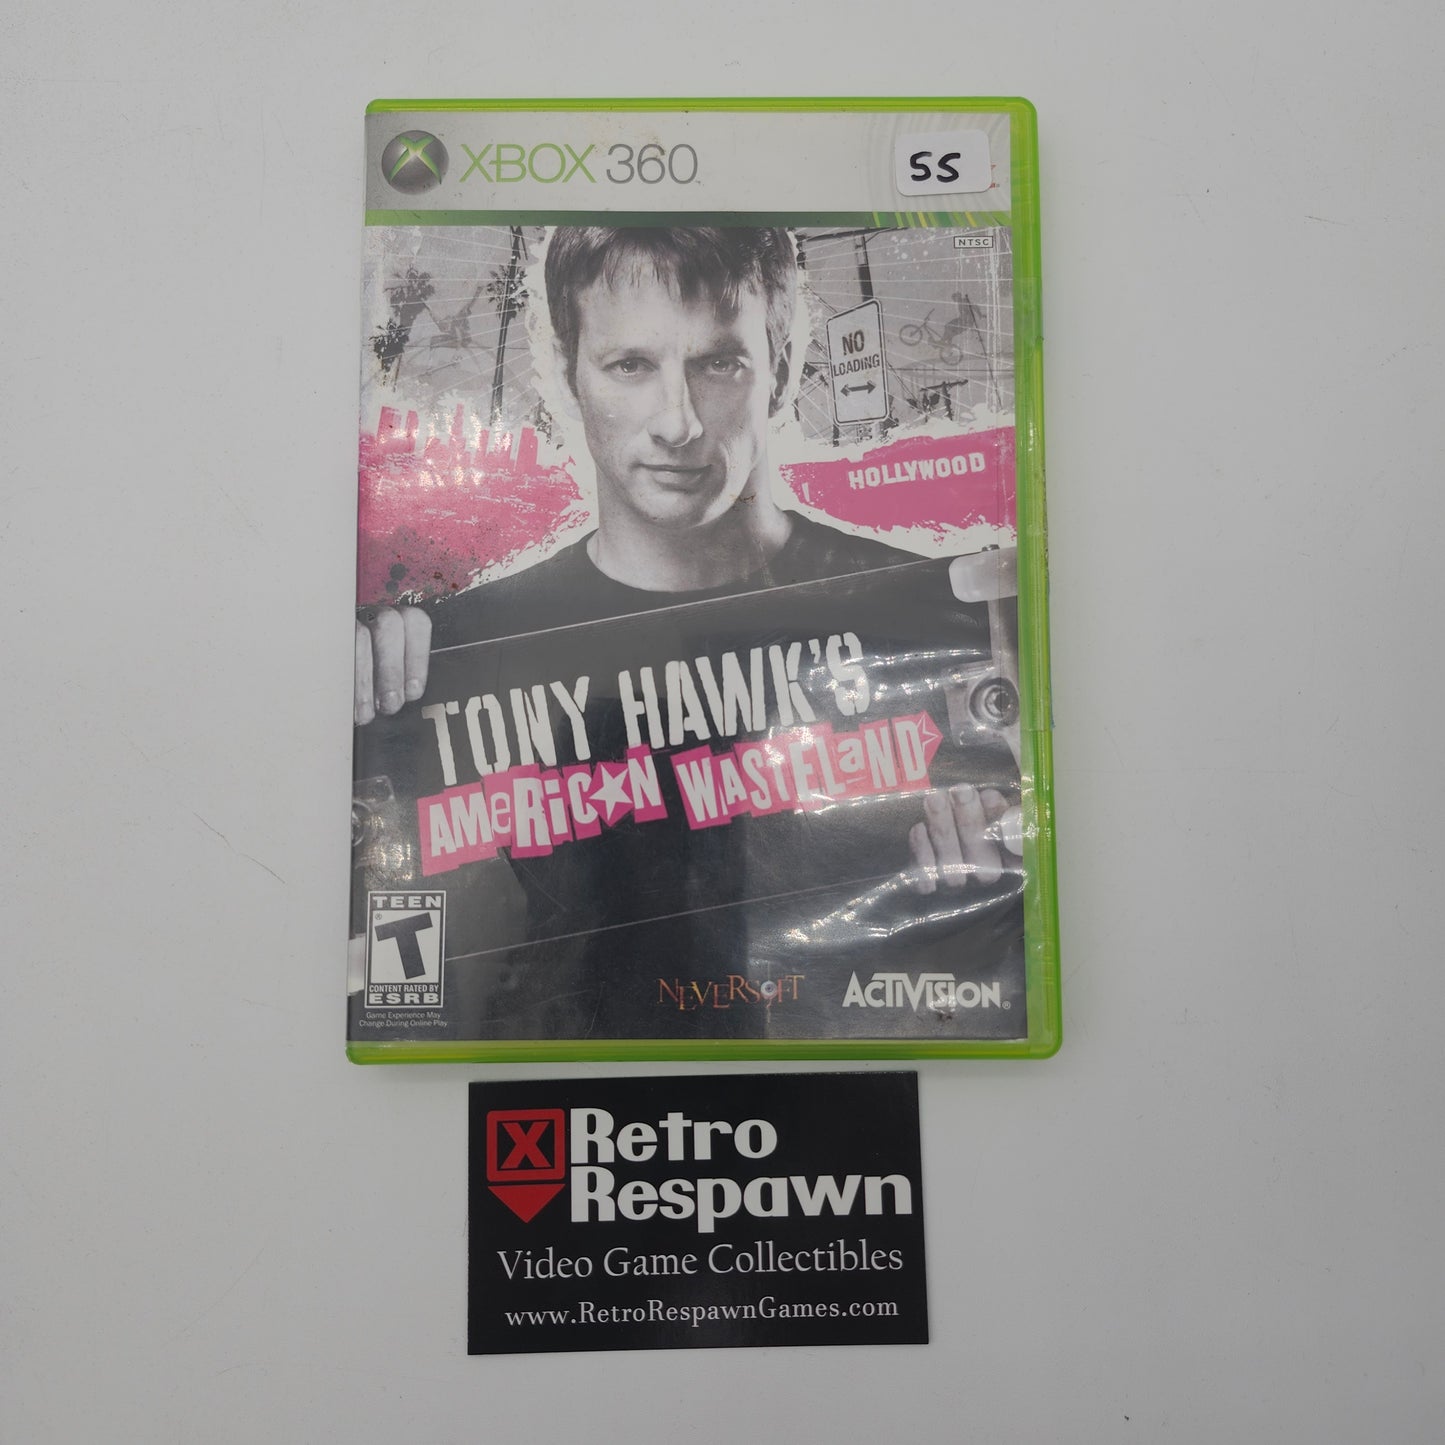 XBOX 360
55
NTSC
NO
LOADING
HOLLYWOOD
TONY HAWK'S
AMERICAN WASTELAND
TEEN
T
CONTENT RATED BY
ESRB
Game Experience May
Change During Online Play
NEVERSOFT
ACTIVISION®
X Retro
Respawn
Video Game Collectibles
www.RetroRespawnGames.com